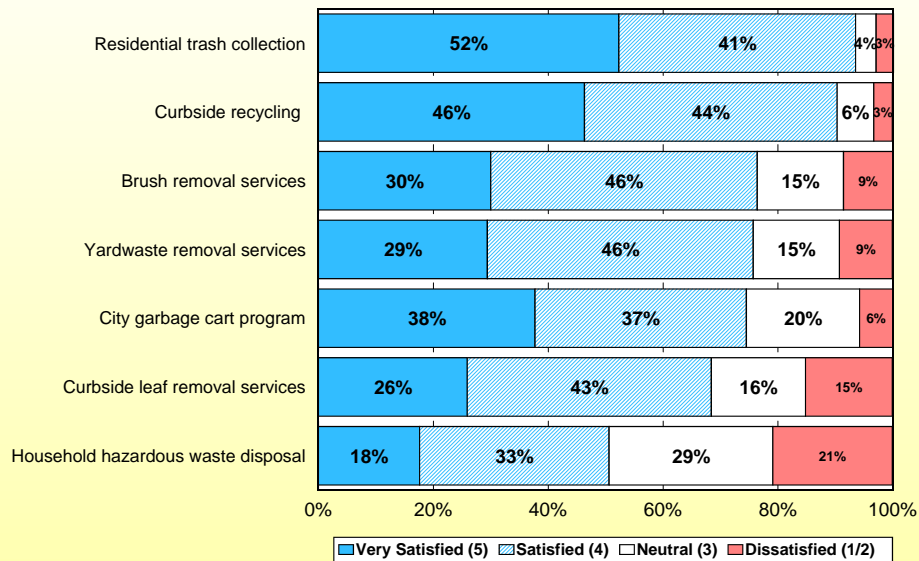 Residential trash collection 52% 41% 4% 3%
Curbside recycling 46% 44% 6% 3%
Brush removal services 30% 46% 15% 9%
Yardwaste removal services 29% 46% 15% 9%
City garbage cart program 38% 37% 20% 6%
Curbside leaf removal services 26% 43% 16% 15%
Household hazardous waste disposal 18% 33% 29% 21%
0% 20% 40% 60% 80% 100%
Very Satisfied (5) Satisfied (4) Neutral (3) Dissatisfied (1/2)